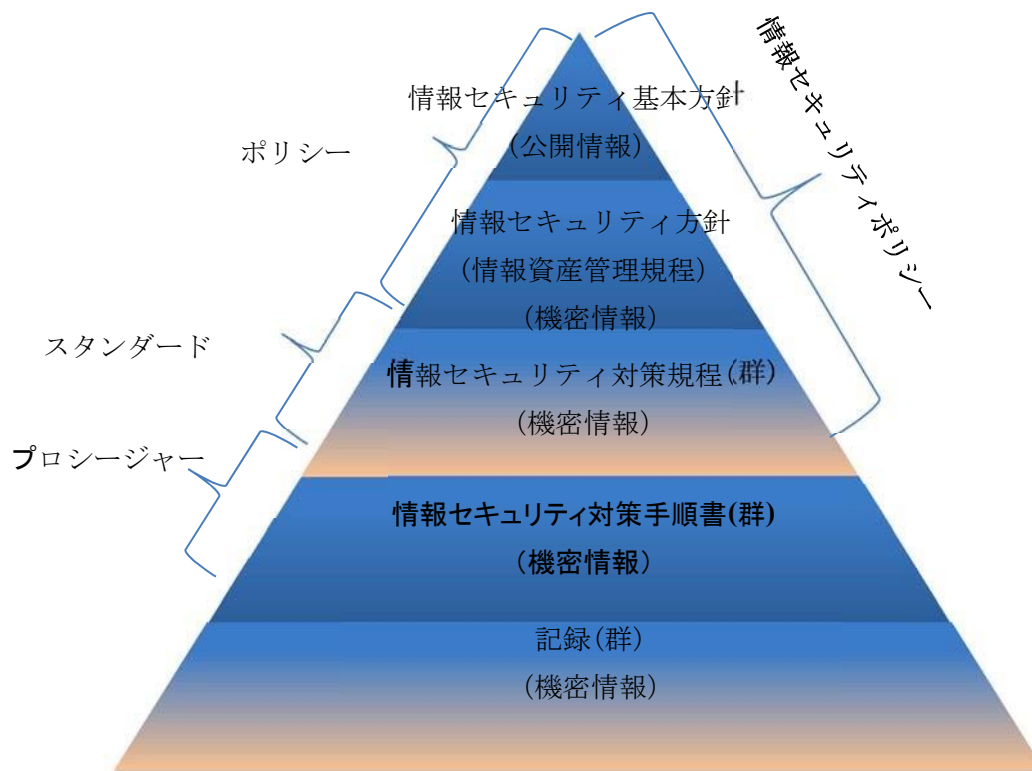 情報セキュリティ基本方針
(公開情報)
ポリシー
情報セキュリティポリシー
情報セキュリティ方針
(情報資産管理規程)
(機密情報)
スタンダード
情報セキュリティ対策規程(群)
(機密情報)
プロシージャー
情報セキュリティ対策手順書(群)
(機密情報)
記録(群)
(機密情報)